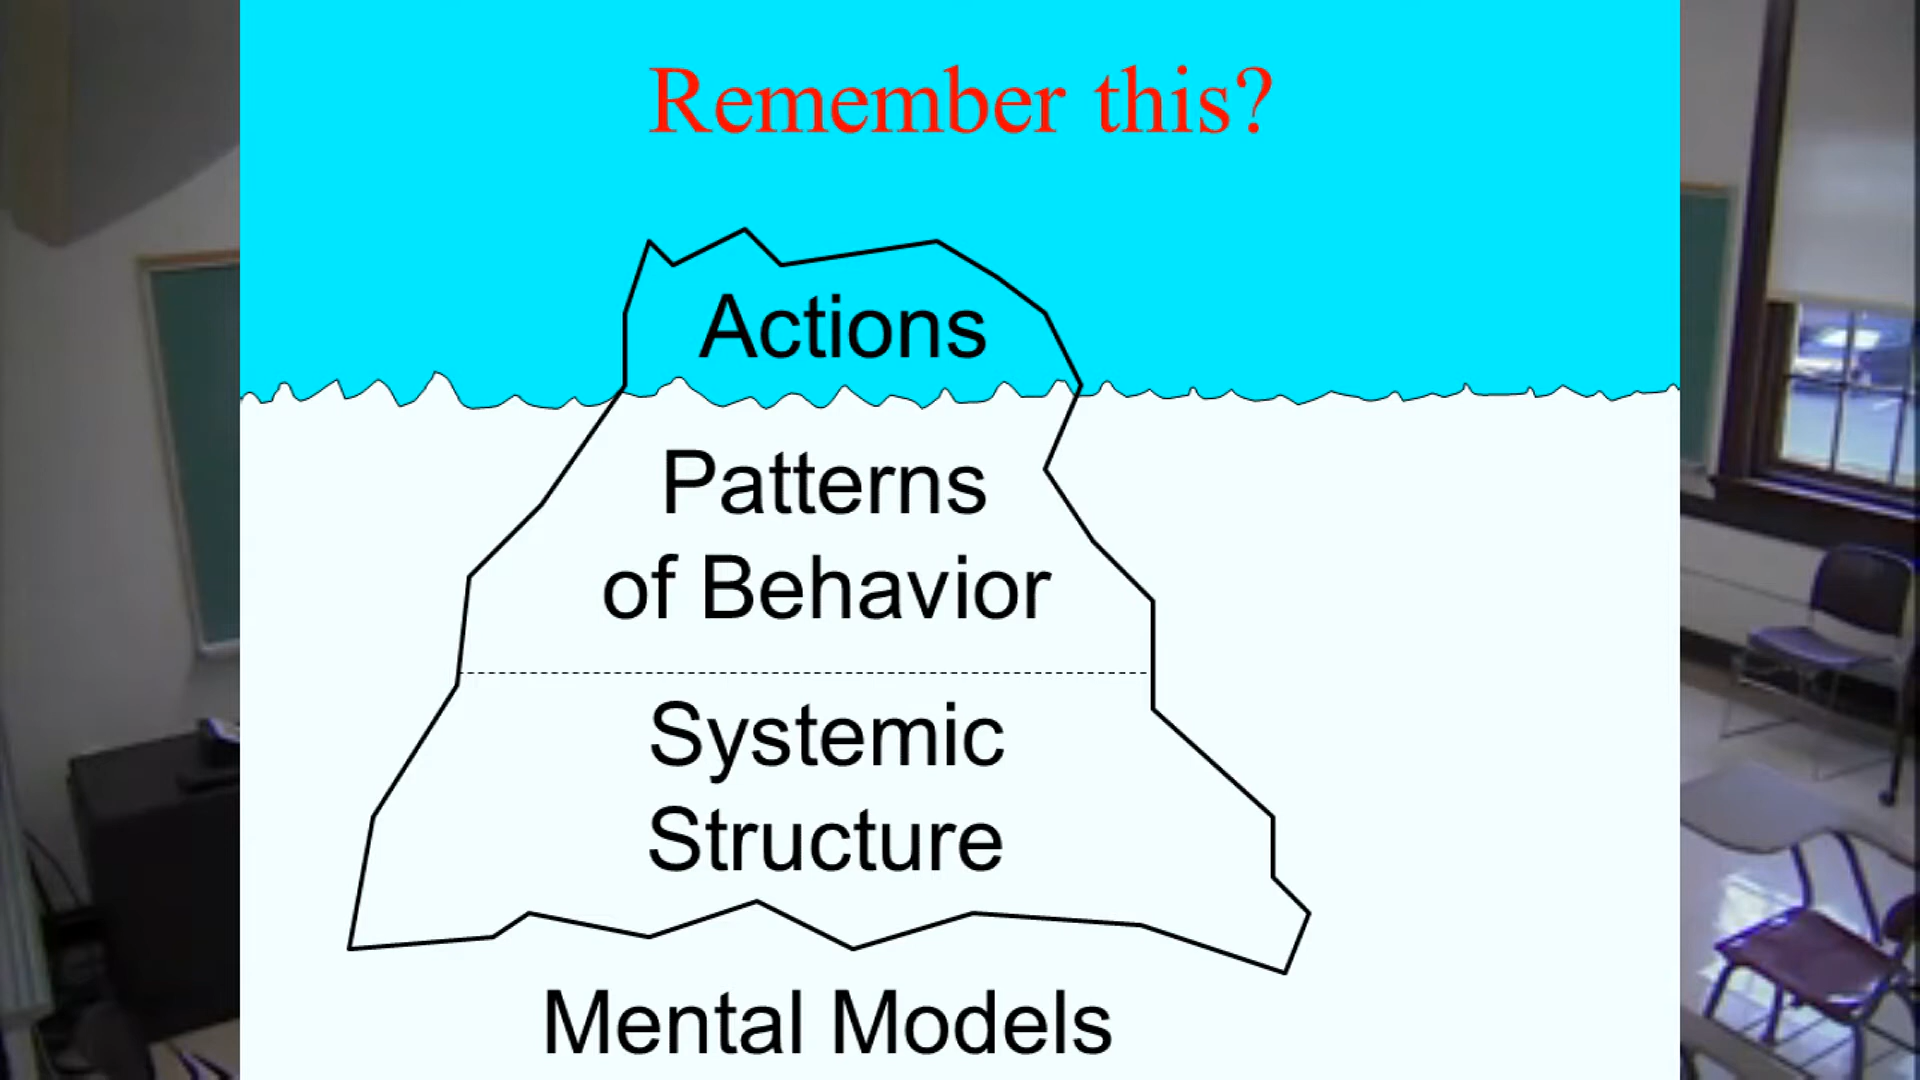 Remember this?
Actions
Patterns
of Behavior
Systemic
Structure
Mental Models